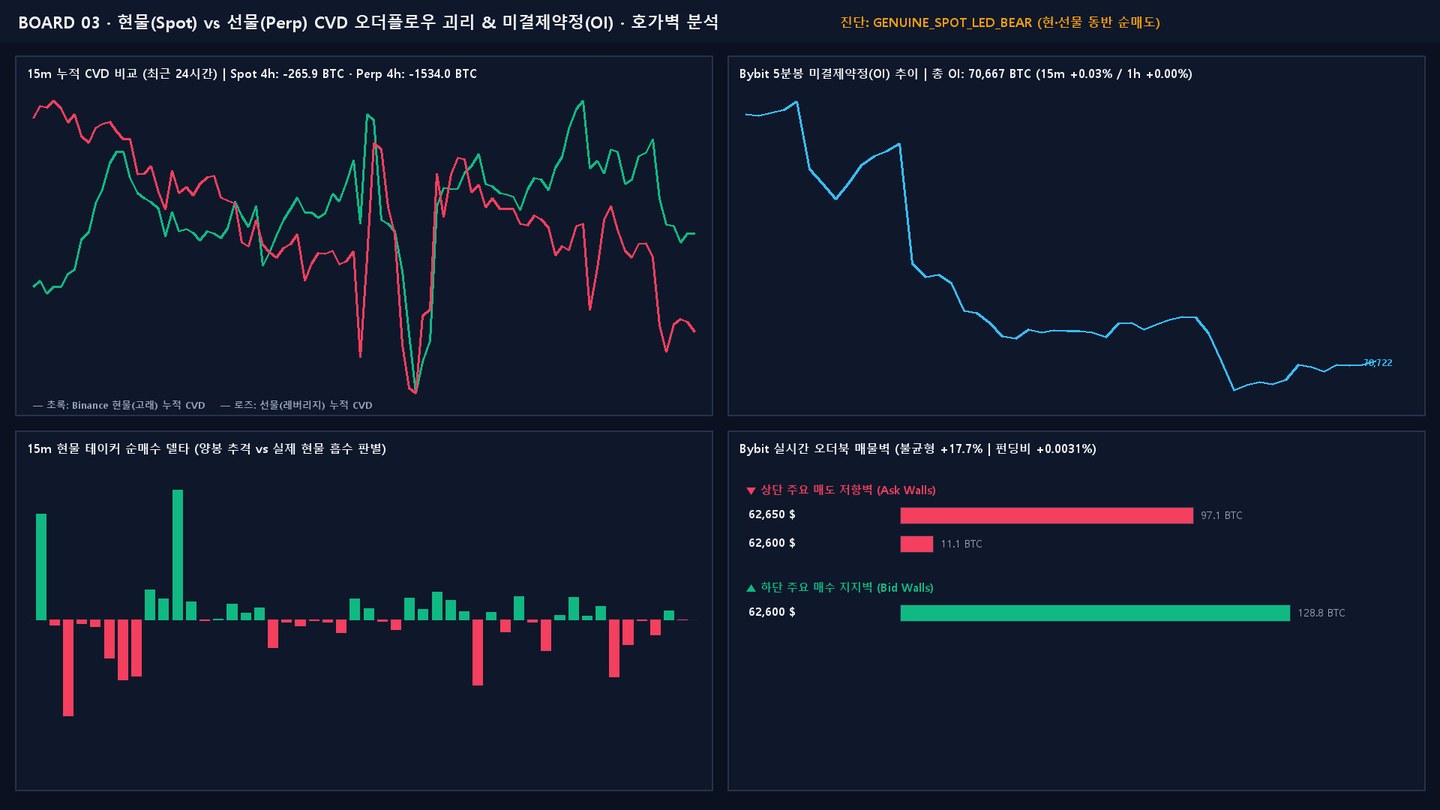 BOARD 03 · 현물(Spot) vs 선물(Perp) CVD 오더플로우 괴리 & 미결제약정(OI) · 호가벽 분석
진단: GENUINE_SPOT_LED_BEAR (현·선물 동반 순매도)
15m 누적 CVD 비교 (최근 24시간) | Spot 4h: -265.9 BTC · Perp 4h: -1534.0 BTC
— 초록: Binance 현물(고래) 누적 CVD
— 로즈: 선물(레버리지) 누적 CVD
Bybit 5분봉 미결제약정(OI) 추이 | 총 OI: 70,667 BTC (15m +0.03% / 1h +0.00%)
70,722
15m 현물 테이커 순매수 델타 (양봉 추격 vs 실제 현물 흡수 판별)
Bybit 실시간 오더북 매물벽 (불균형 +17.7% | 펀딩비 +0.0031%)
▼ 상단 주요 매도 저항벽 (Ask Walls)
62,650 $ 97.1 BTC
62,600 $ 11.1 BTC
▲ 하단 주요 매수 지지벽 (Bid Walls)
62,600 $ 128.8 BTC